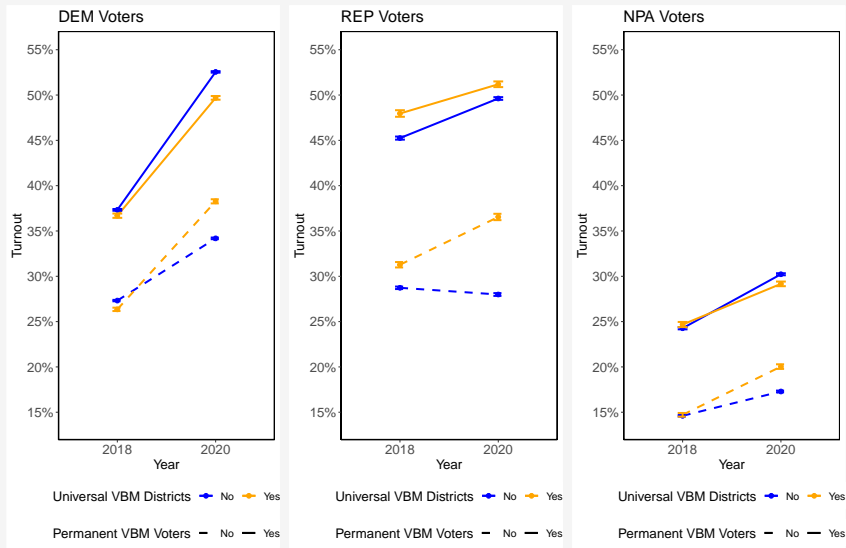 DEM Voters
55%
50%
45%
40%
35%
30%
25%
20%
15%
Turnout
2018 2020
Year
Universal VBM Districts No Yes
Permanent VBM Voters No Yes
REP Voters
55%
50%
45%
40%
35%
30%
25%
20%
15%
Turnout
2018 2020
Year
Universal VBM Districts No Yes
Permanent VBM Voters No Yes
NPA Voters
55%
50%
45%
40%
35%
30%
25%
20%
15%
Turnout
2018 2020
Year
Universal VBM Districts No Yes
Permanent VBM Voters No Yes